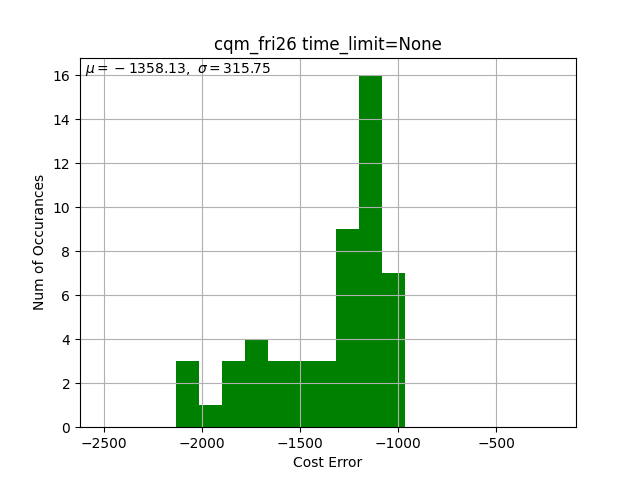 cqm_fri26 time_limit=None
μ = −1358.13, σ = 315.75
16
14
12
10
8
6
4
2
0
Num of Occurances
−2500 −2000 −1500 −1000 −500
Cost Error